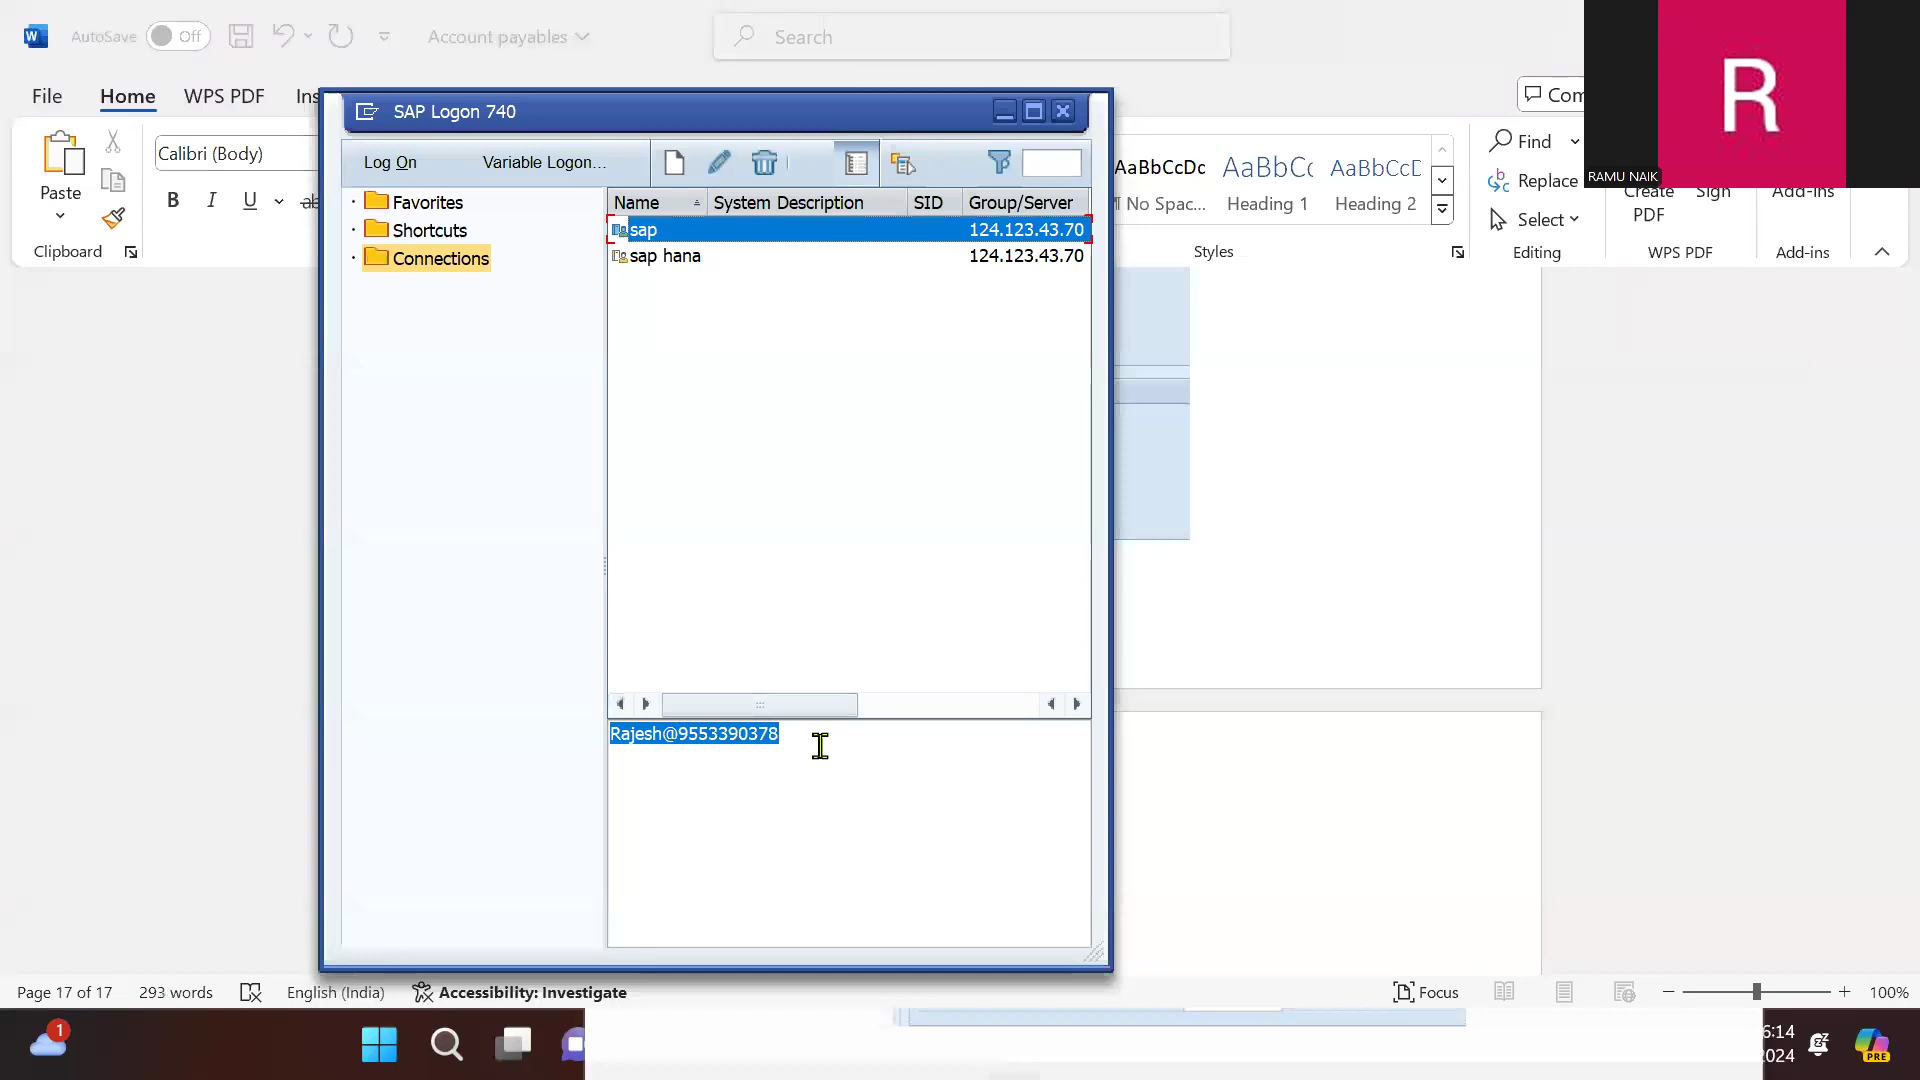 AutoSave Off Account payables Search
File Home WPS PDF Ins Com
SAP Logon 740
R
RAMU NAIK
Paste
Calibri (Body)
B I U ab
Clipboard
Log On Variable Logon...
Favorites
Shortcuts
Connections
Name System Description SID Group/Server
sap 124.123.43.70
sap hana 124.123.43.70
Rajesh@9553390378
AaBbCcDc AaBbCc AaBbCcD
No Spac... Heading 1 Heading 2
Styles
Find
Replace
Select
Editing
Create PDF
Sign
WPS PDF
Add-ins
Add-ins
Page 17 of 17 293 words English (India) Accessibility: Investigate Focus 100%
1
6:14
2024
PRE